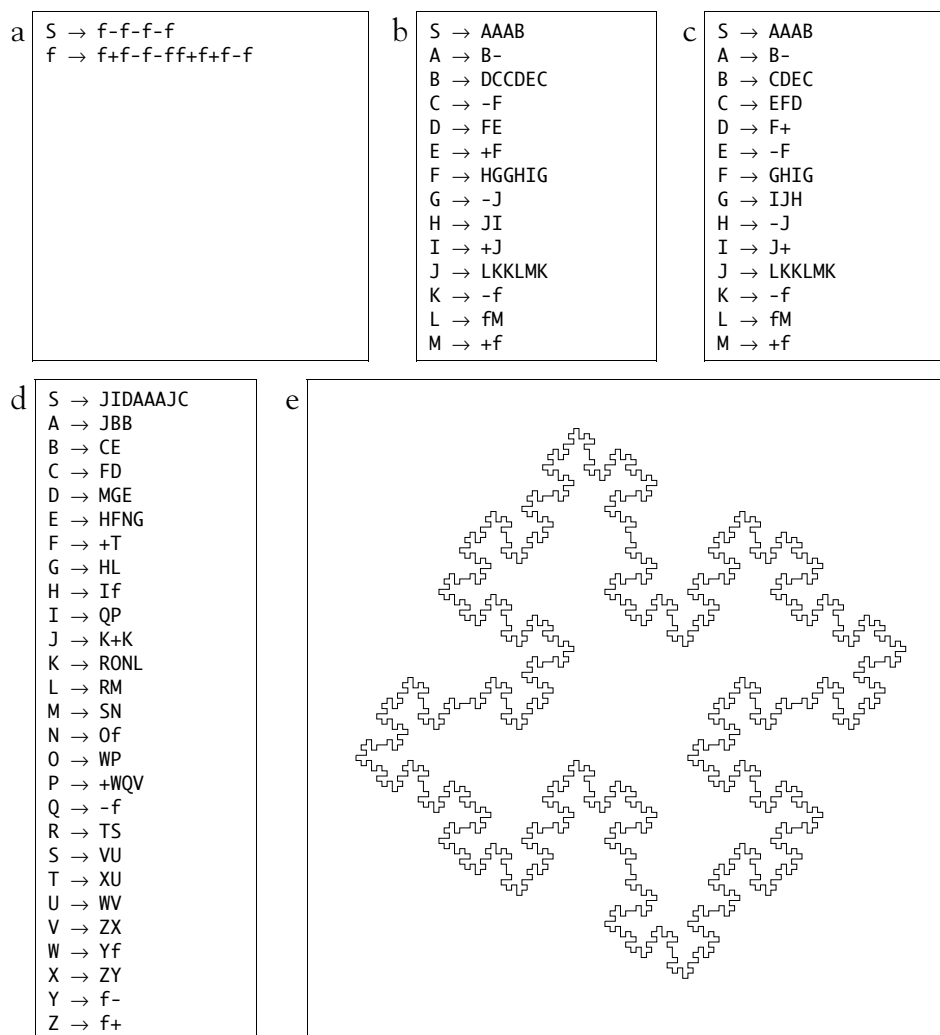 a
S → f-f-f-f
f → f+f-f-ff+f+f-f
b
S → AAAB
A → B-
B → DCCDEC
C → -F
D → FE
E → +F
F → HGGHIG
G → -J
H → JI
I → +J
J → LKKLMK
K → -f
L → fM
M → +f
c
S → AAAB
A → B-
B → CDEC
C → EFD
D → F+
E → -F
F → GHIG
G → IJH
H → -J
I → J+
J → LKKLMK
K → -f
L → fM
M → +f
d
S → JIDAAAJC
A → JBB
B → CE
C → FD
D → MGE
E → HFNG
F → +T
G → HL
H → If
I → QP
J → K+K
K → RONL
L → RM
M → SN
N → Of
O → WP
P → +WQV
Q → -f
R → TS
S → VU
T → XU
U → WV
V → ZX
W → Yf
X → ZY
Y → f-
Z → f+
e